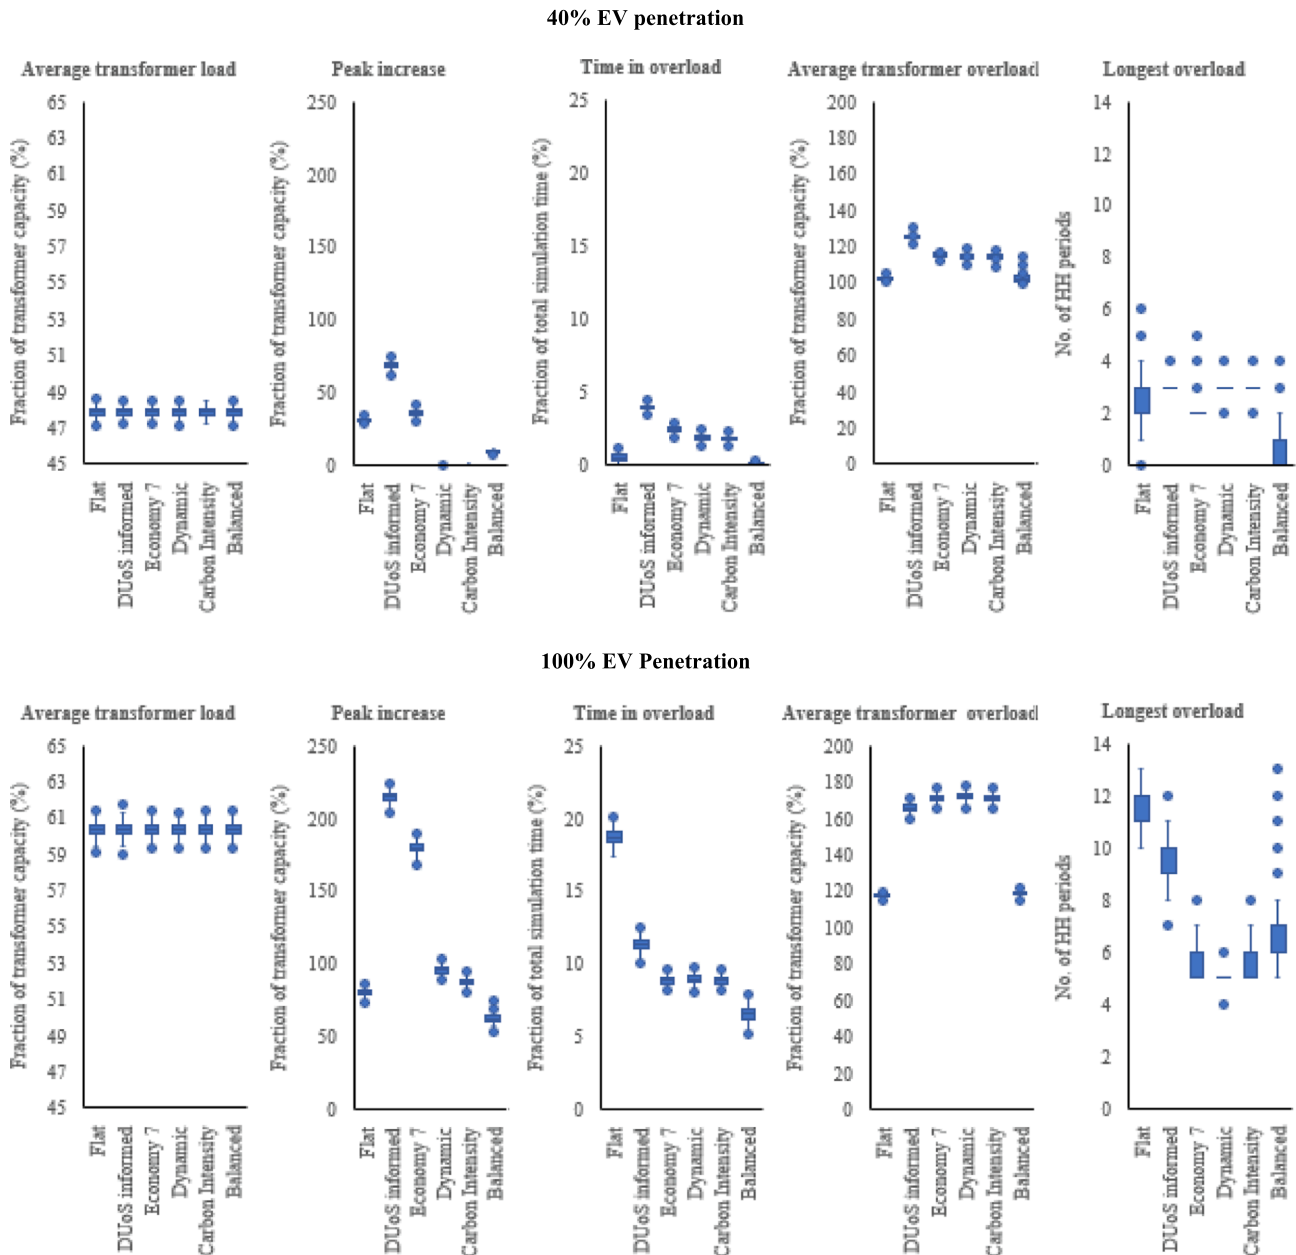 40% EV penetration
Average transformer load
Fraction of transformer capacity (%)
65
63
61
59
57
55
53
51
49
47
45
Flat
DUoS informed
Economy 7
Dynamic
Carbon Intensity
Balanced
Peak increase
Fraction of transformer capacity (%)
250
200
150
100
50
0
Flat
DUoS informed
Economy 7
Dynamic
Carbon Intensity
Balanced
Time in overload
Fraction of total simulation time (%)
25
20
15
10
5
0
Flat
DUoS informed
Economy 7
Dynamic
Carbon Intensity
Balanced
Average transformer overload
Fraction of transformer capacity (%)
200
180
160
140
120
100
80
60
40
20
0
Flat
DUoS informed
Economy 7
Dynamic
Carbon Intensity
Balanced
Longest overload
No. of HH periods
14
12
10
8
6
4
2
0
Flat
DUoS informed
Economy 7
Dynamic
Carbon Intensity
Balanced
100% EV Penetration
Average transformer load
Fraction of transformer capacity (%)
65
63
61
59
57
55
53
51
49
47
45
Flat
DUoS informed
Economy 7
Dynamic
Carbon Intensity
Balanced
Peak increase
Fraction of transformer capacity (%)
250
200
150
100
50
0
Flat
DUoS informed
Economy 7
Dynamic
Carbon Intensity
Balanced
Time in overload
Fraction of total simulation time (%)
25
20
15
10
5
0
Flat
DUoS informed
Economy 7
Dynamic
Carbon Intensity
Balanced
Average transformer overload
Fraction of transformer capacity (%)
200
180
160
140
120
100
80
60
40
20
0
Flat
DUoS informed
Economy 7
Dynamic
Carbon Intensity
Balanced
Longest overload
No. of HH periods
14
12
10
8
6
4
2
0
Flat
DUoS informed
Economy 7
Dynamic
Carbon Intensity
Balanced